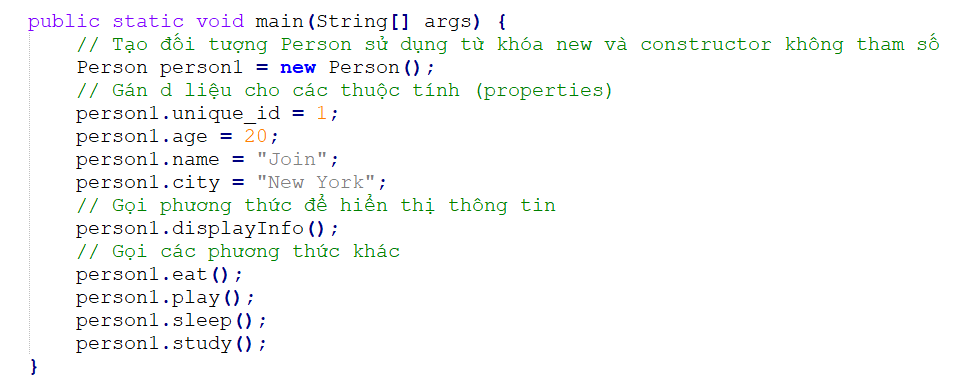 public static void main(String[] args) {
// Tạo đối tượng Person sử dụng từ khóa new và constructor không tham số
Person person1 = new Person();
// Gán d liệu cho các thuộc tính (properties)
person1.unique_id = 1;
person1.age = 20;
person1.name = "Join";
person1.city = "New York";
// Gọi phương thức để hiển thị thông tin
person1.displayInfo();
// Gọi các phương thức khác
person1.eat();
person1.play();
person1.sleep();
person1.study();
}